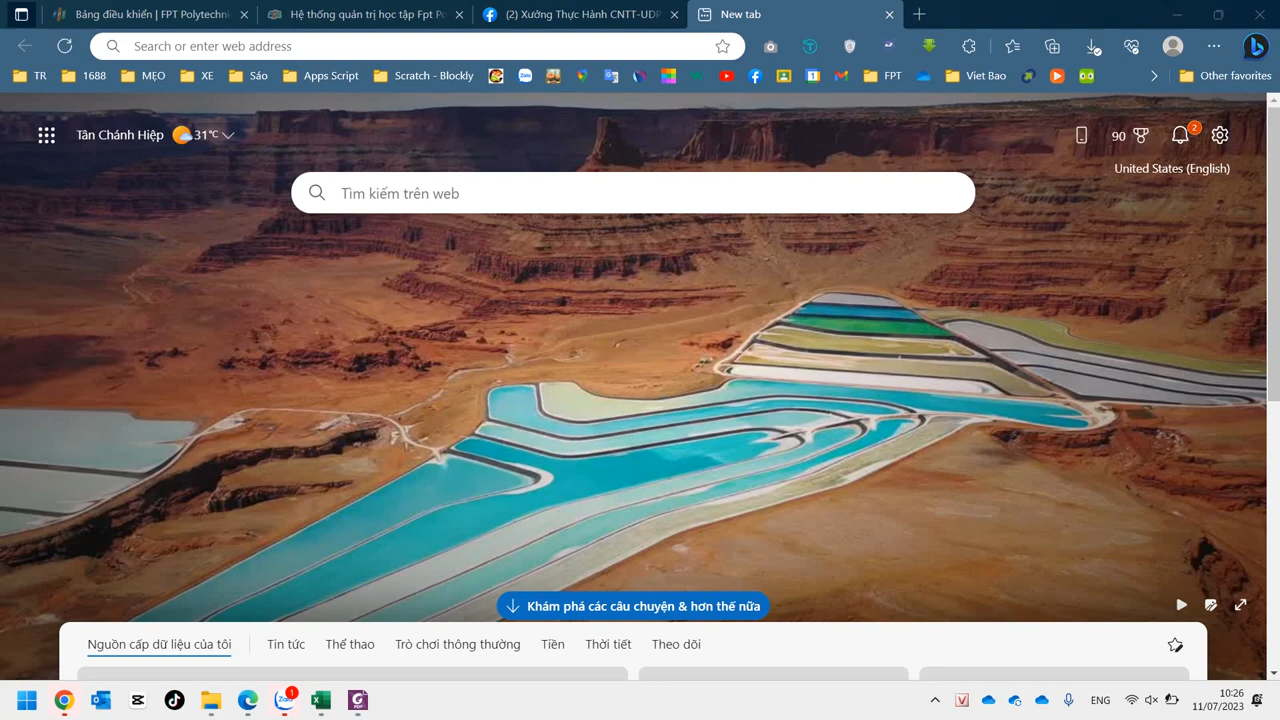 Bảng điều khiển | FPT Polytechni
Hệ thống quản trị học tập Fpt Po
(2) Xưởng Thực Hành CNTT-UDP
New tab
Search or enter web address
TR
1688
MẸO
XE
Sáo
Apps Script
Scratch - Blockly
Zalo
FPT
Viet Bao
Other favorites
Tân Chánh Hiệp
31°C
90
2
United States (English)
Tìm kiếm trên web
Khám phá các câu chuyện & hơn thế nữa
Nguồn cấp dữ liệu của tôi
Tin tức
Thể thao
Trò chơi thông thường
Tiền
Thời tiết
Theo dõi
Zalo
1
ENG
10:26
11/07/2023